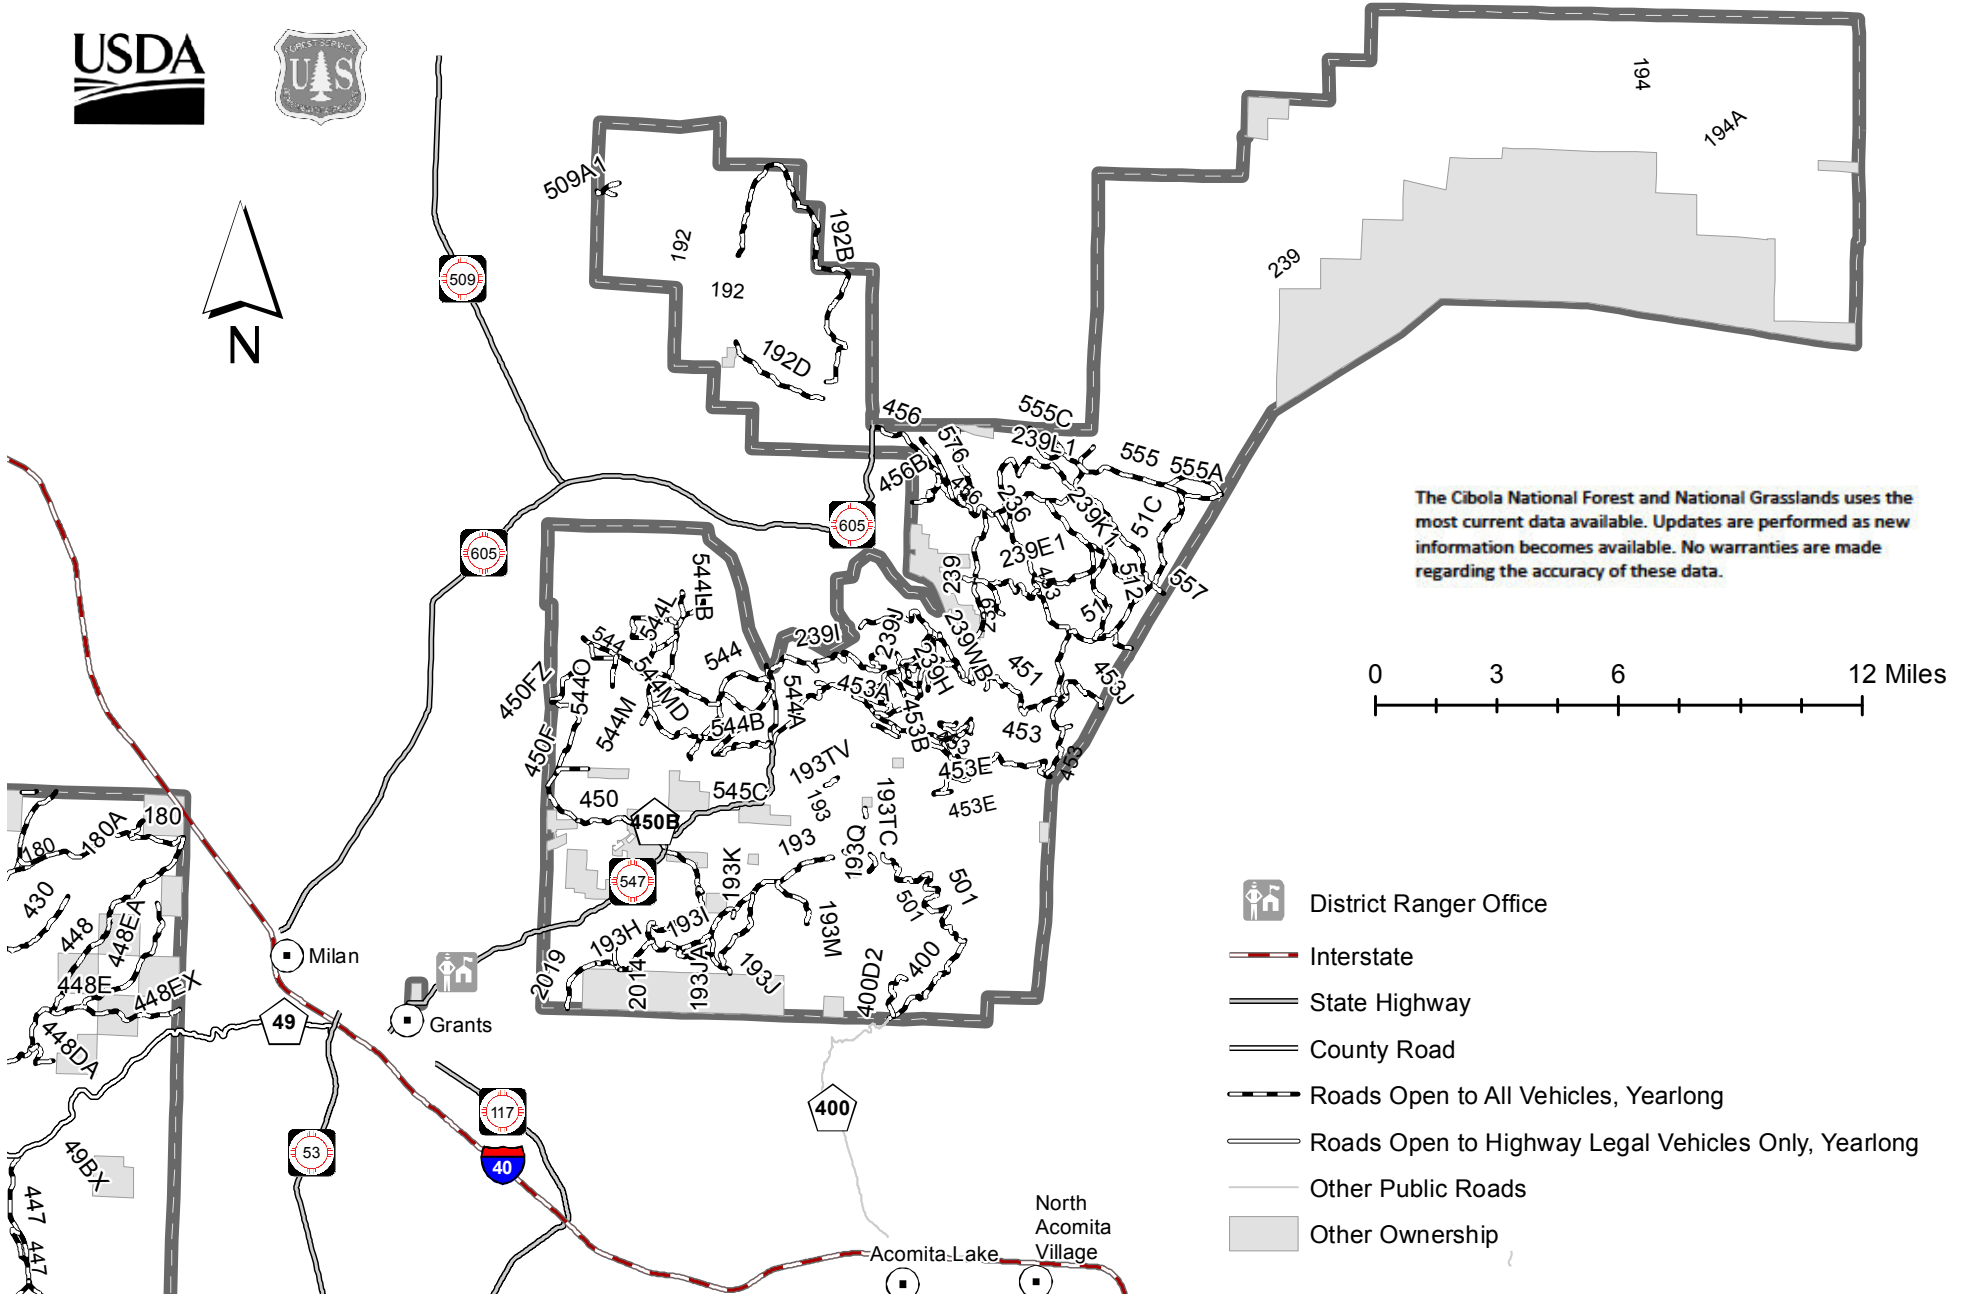 USDA
FOREST SERVICE
U S
N
194
194A
509A1
192
192B
192
509
239
192D
456
555C
576
239L1
555
555A
456B
456
236
239K1
51C
605
605
The Cibola National Forest and National Grasslands uses the
most current data available. Updates are performed as new
information becomes available. No warranties are made
regarding the accuracy of these data.
239E1
544LB
239
453
512
557
51
544L
239
544
239I
239J
239WB
544
239H
451
450FZ
544O
544MD
453A
453J
0 3 6 12 Miles
544M
544A
544B
453B
453
450F
193TV
453E
453
450
545C
193
193TC
453E
180
180A
450B
180
193
193Q
430
547
193K
501
501
448
448EA
193H
193I
193M
Milan
2019
2014
193JA
193J
400D2
400
448E
448EX
49
Grants
448DA
400
117
49BX
53
40
447
447
North
Acomita
Village
Acomita Lake
District Ranger Office
Interstate
State Highway
County Road
Roads Open to All Vehicles, Yearlong
Roads Open to Highway Legal Vehicles Only, Yearlong
Other Public Roads
Other Ownership